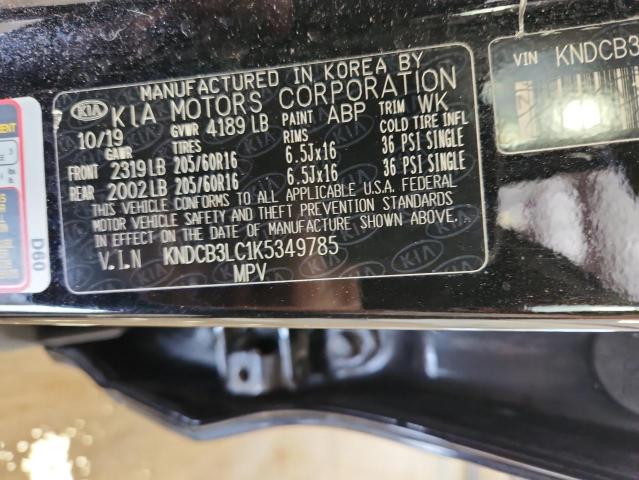 MANUFACTURED IN KOREA BY
KIA KIA MOTORS CORPORATION
10/19 GVWR 4189 LB PAINT ABP TRIM WK
GAWR TIRES RIMS COLD TIRE INFL
FRONT 2319 LB 205/60R16 6.5Jx16 36 PSI SINGLE
REAR 2002 LB 205/60R16 6.5Jx16 36 PSI SINGLE
THIS VEHICLE CONFORMS TO ALL APPLICABLE U.S.A. FEDERAL
MOTOR VEHICLE SAFETY AND THEFT PREVENTION STANDARDS
IN EFFECT ON THE DATE OF MANUFACTURE SHOWN ABOVE.
V.I.N KNDCB3LC1K5349785
MPV
VIN KNDCB3
D60